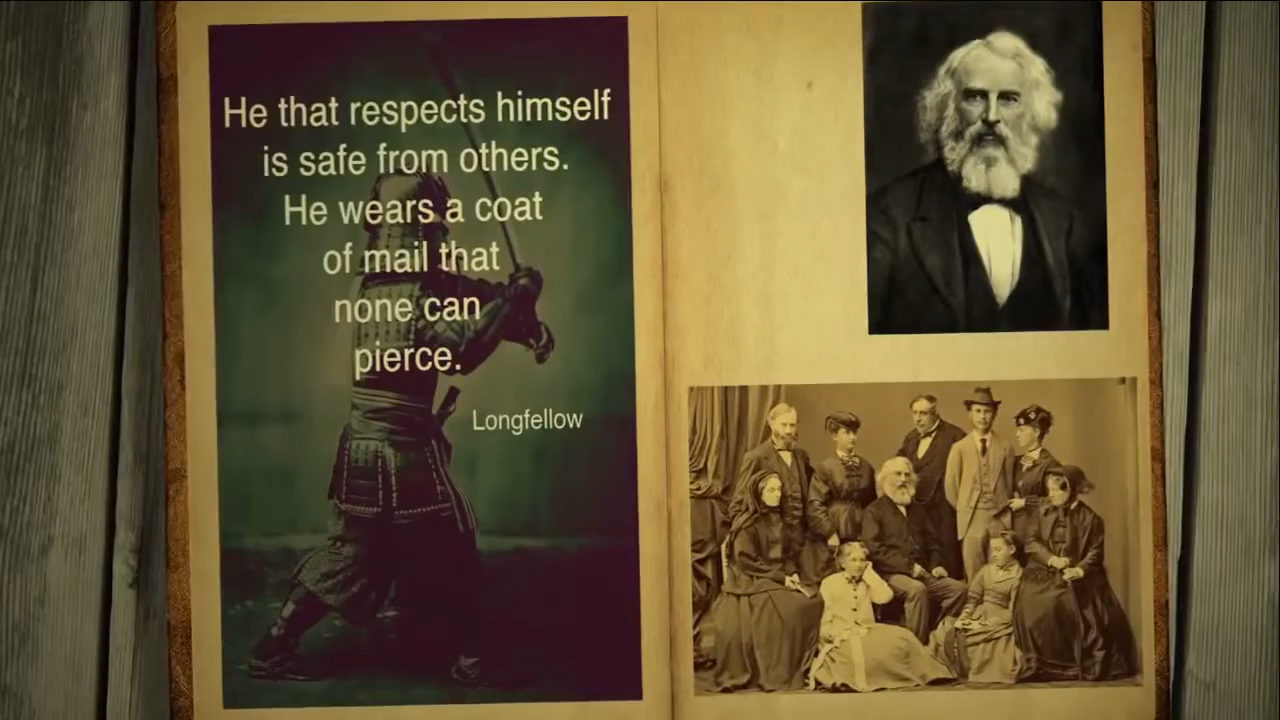 He that respects himself
is safe from others.
He wears a coat
of mail that
none can
pierce.
Longfellow